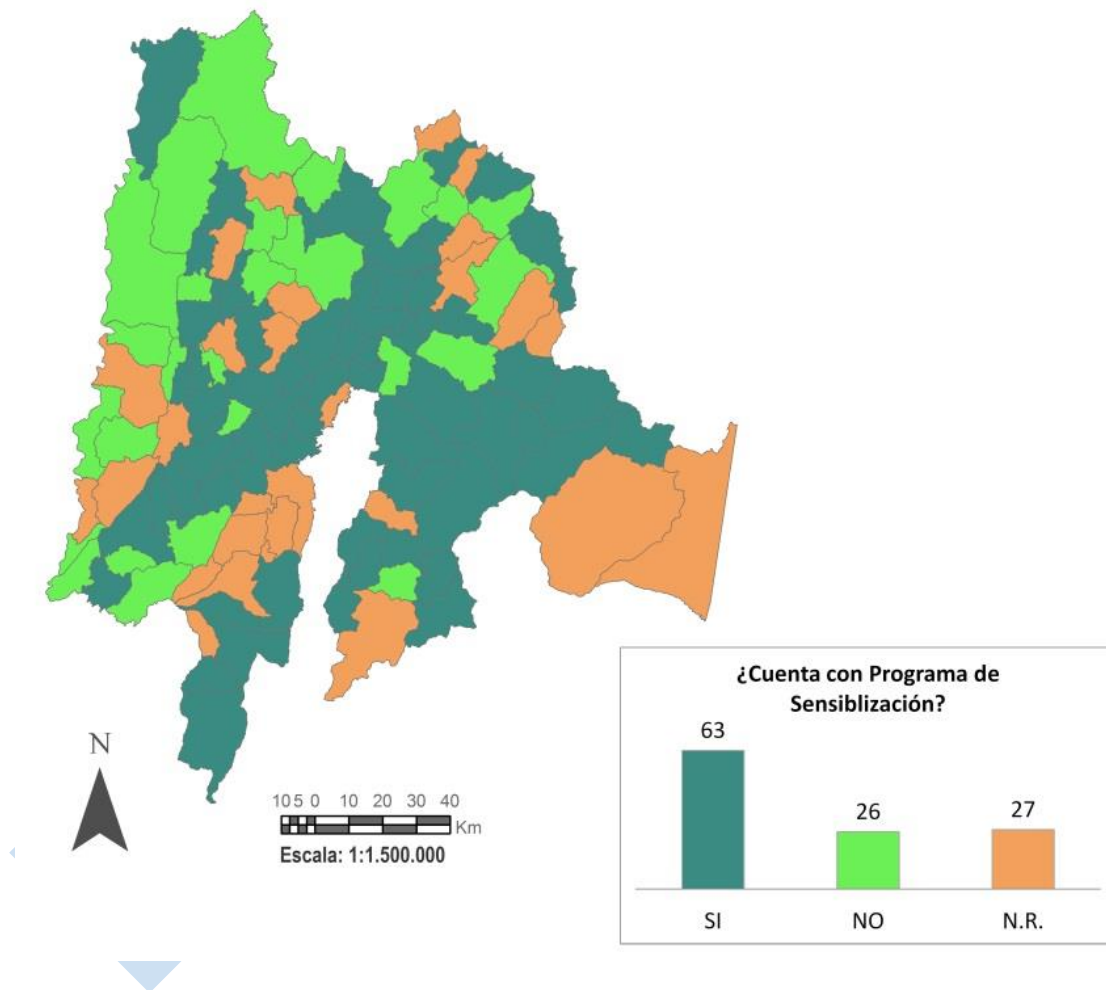 N
10 5 0 10 20 30 40
Km
Escala: 1:1.500.000
¿Cuenta con Programa de
Sensiblización?
63
26
27
SI
NO
N.R.